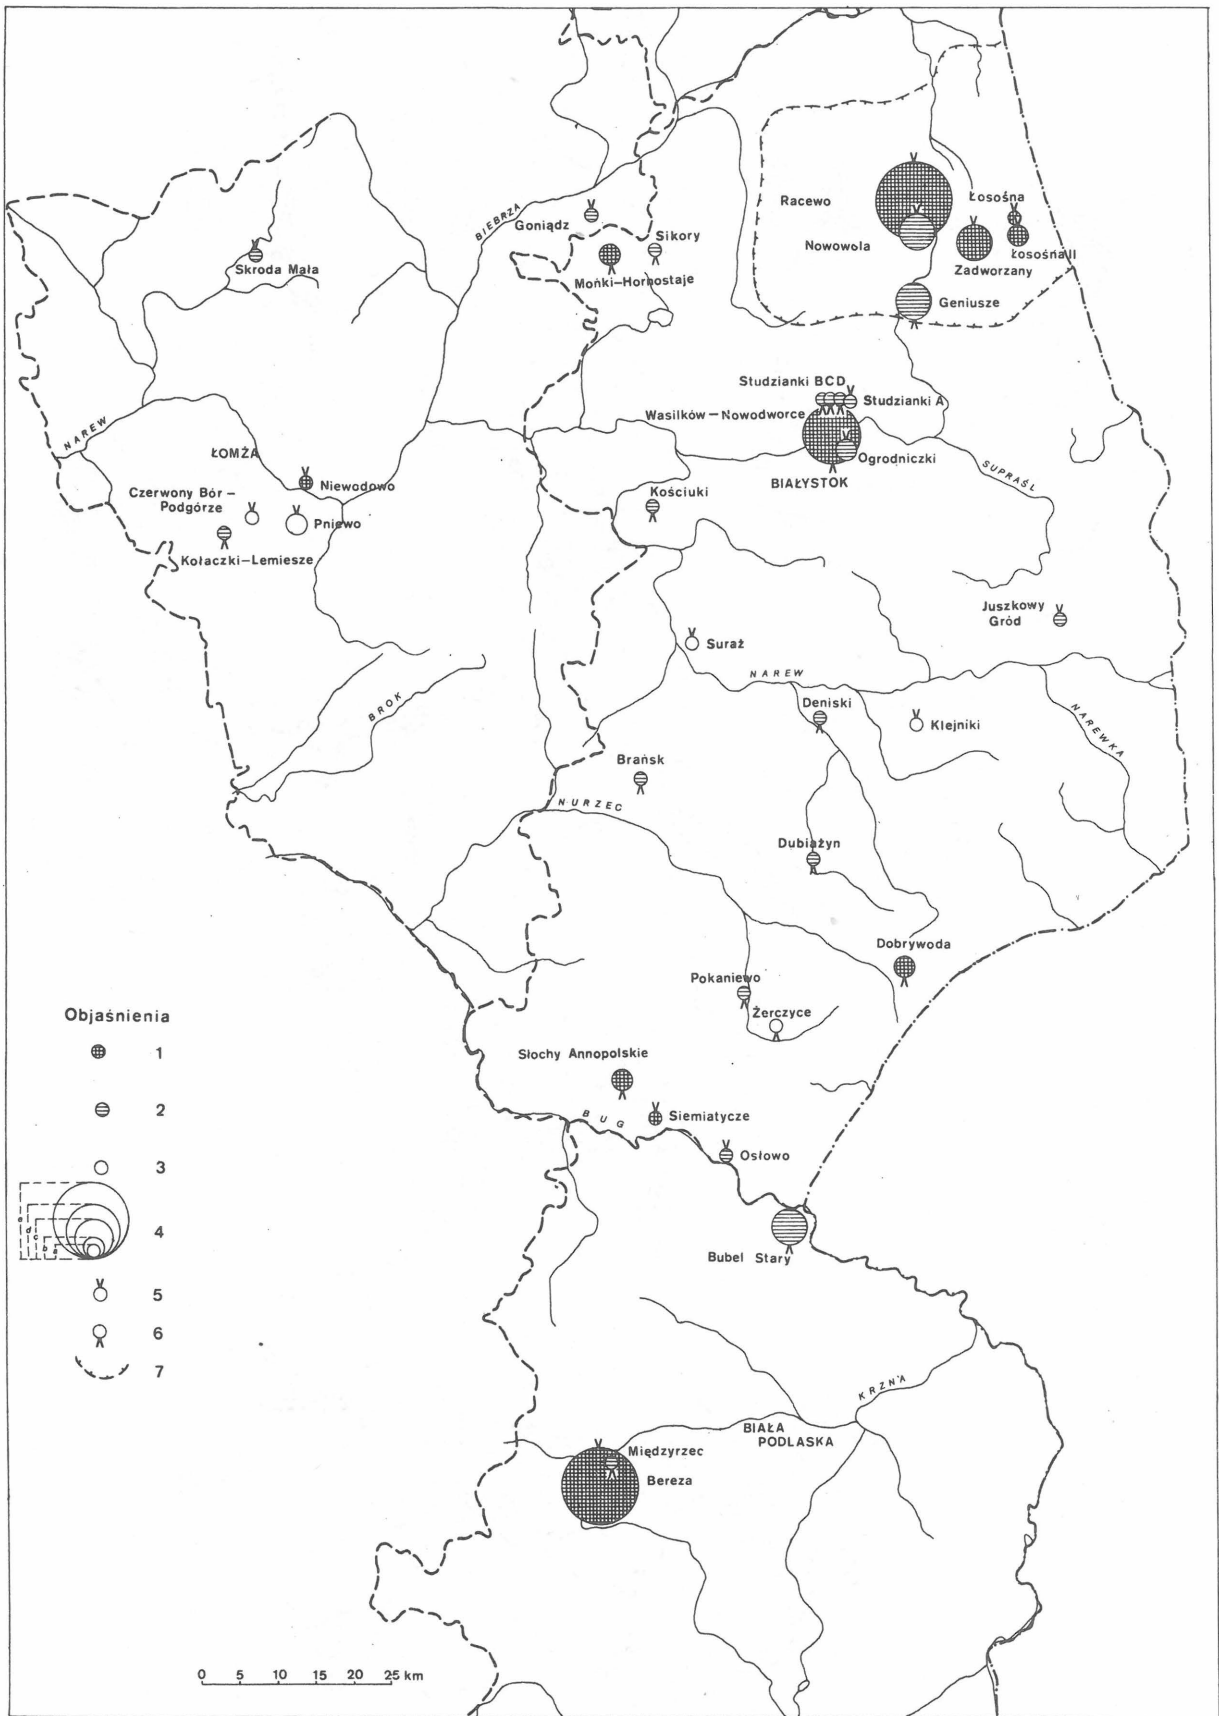 Racewo
Łosośna
BIEBRZA
Goniądz
Sikory
Nowowola
Łosośna II
Skroda Mała
Zadworzany
Mońki–Hornostaje
Geniusze
Studzianki BCD
Studzianki A
Wasilków–Nowodworce
NAREW
ŁOMŻA
Ogrodniczki
SUPRAŚL
BIAŁYSTOK
Niewodowo
Czerwony Bór –
Podgórze
Kościuki
Pniewo
Kołaczki–Lemiesze
Juszkowy
Gród
Suraż
NAREW
BROK
Deniski
Klejniki
NAREWKA
Brańsk
NURZEC
Dubiażyn
Dobrywoda
Pokaniewo
Żerczyce
Objaśnienia
1
Słochy Annopolskie
2
BUG
Siemiatycze
Osłowo
3
e
d
c
b
a
4
Bubel Stary
5
6
7
KRZNA
BIAŁA
PODLASKA
Międzyrzec
Bereza
0 5 10 15 20 25 km